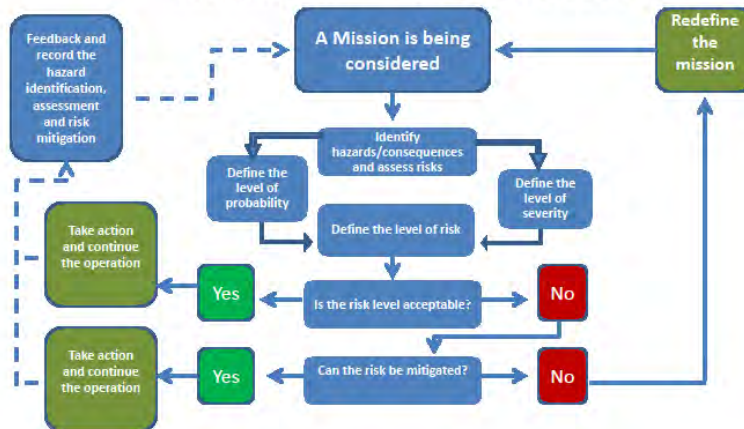 Feedback and
record the
hazard
identification,
assessment
and risk
mitigation
A Mission is being
considered
Redefine
the
mission
Identify
hazards/consequences
and assess risks
Define the
level of
probability
Define the
level of
severity
Define the level of risk
Take action
and continue
the operation
Yes
Is the risk level acceptable?
No
Take action
and continue
the operation
Yes
Can the risk be mitigated?
No